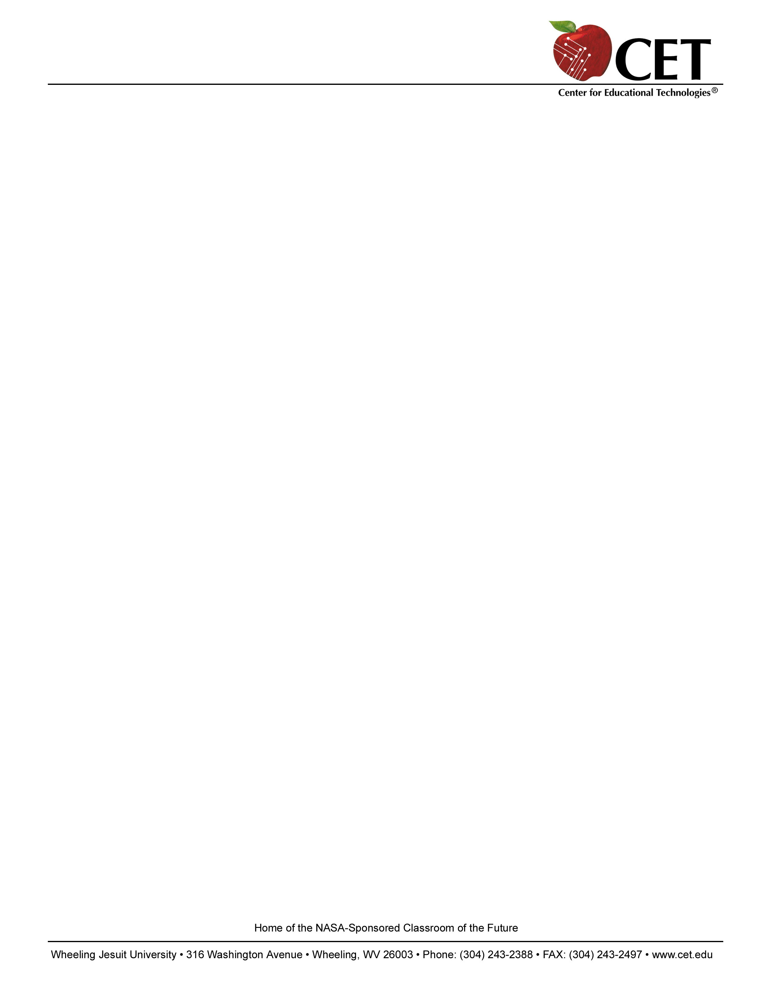 CET
Center for Educational Technologies®
Home of the NASA-Sponsored Classroom of the Future
Wheeling Jesuit University • 316 Washington Avenue • Wheeling, WV 26003 • Phone: (304) 243-2388 • FAX: (304) 243-2497 • www.cet.edu